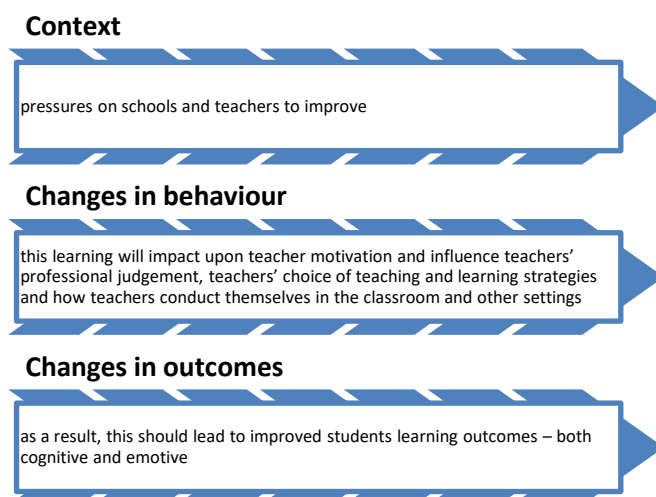 Context
pressures on schools and teachers to improve
Changes in behaviour
this learning will impact upon teacher motivation and influence teachers'
professional judgement, teachers' choice of teaching and learning strategies
and how teachers conduct themselves in the classroom and other settings
Changes in outcomes
as a result, this should lead to improved students learning outcomes – both
cognitive and emotive